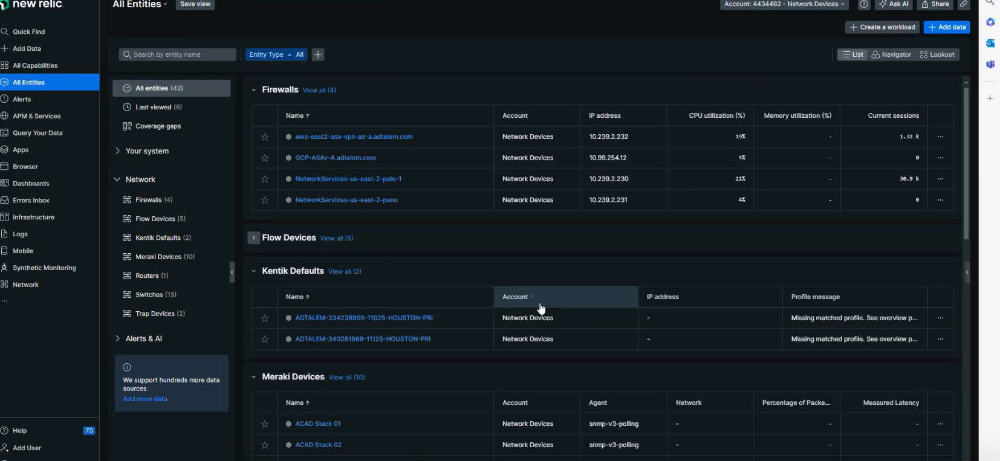 new relic.
All Entities
Save view
Account: 4434482 - Network Devices
Ask AI
Share
Create a workload
Add data
Quick Find
Add Data
All Capabilities
All Entities
Alerts
APM & Services
Query Your Data
Apps
Browser
Dashboards
Errors Inbox
Infrastructure
Logs
Mobile
Synthetic Monitoring
Network
...
Help 70
Add User
Search by entity name
Entity Type = All
List Navigator Lookout
All entities (42)
Last viewed (6)
Coverage gaps
Your system
Network
Firewalls (4)
Flow Devices (5)
Kentik Defaults (2)
Meraki Devices (10)
Routers (1)
Switches (13)
Trap Devices (2)
Alerts & AI
We support hundreds more data
sources
Add more data
Firewalls View all (4)
Name ↑ Account IP address CPU utilization (%) Memory utilization (%) Current sessions
aws-east2-asa-vpn-az-a.adtalem.com Network Devices 10.239.2.232 19% - 1.32 k ...
GCP-ASAv-A.adtalem.com Network Devices 10.99.254.12 4% - 0 ...
NetworkServices-us-east-2-palo-1 Network Devices 10.239.2.230 21% - 30.9 k ...
NetworkServices-us-east-2-pano Network Devices 10.239.2.231 4% - 0 ...
Flow Devices View all (5)
Kentik Defaults View all (2)
Name ↑ Account ↑ IP address Profile message
ADTALEM-334238905-11025-HOUSTON-PRI Network Devices - Missing matched profile. See overview p... ...
ADTALEM-340261969-11125-HOUSTON-PRI Network Devices - Missing matched profile. See overview p... ...
Meraki Devices View all (10)
Name ↑ Account Agent Network Percentage of Packe... Measured Latency
ACAD Stack 01 Network Devices snmp-v3-polling - - - ...
ACAD Stack 02 Network Devices snmp-v3-polling - - - ...